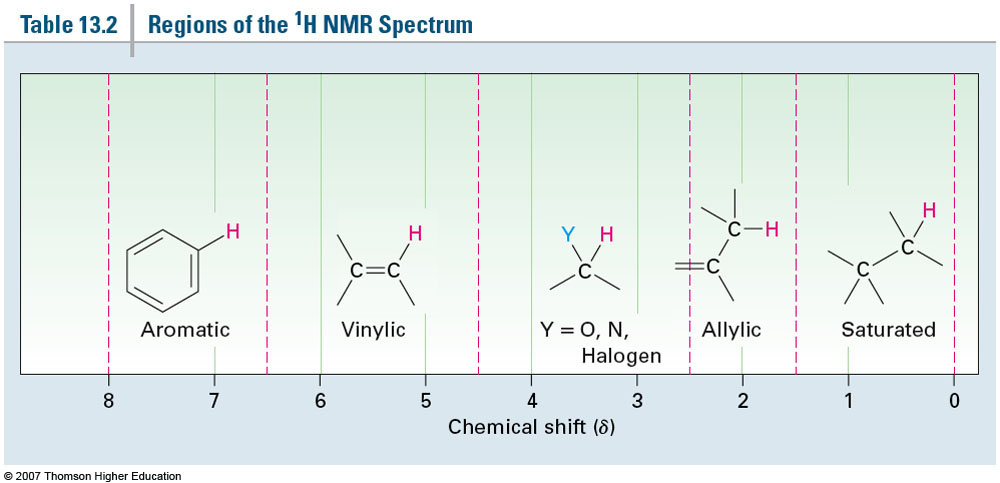 Table 13.2 Regions of the ¹H NMR Spectrum
H
H
Y H
C
C=C
C
C—H
C
H
C
C
Aromatic
Vinylic
Y = O, N,
Halogen
Allylic
Saturated
8 7 6 5 4 3 2 1 0
Chemical shift (δ)
© 2007 Thomson Higher Education